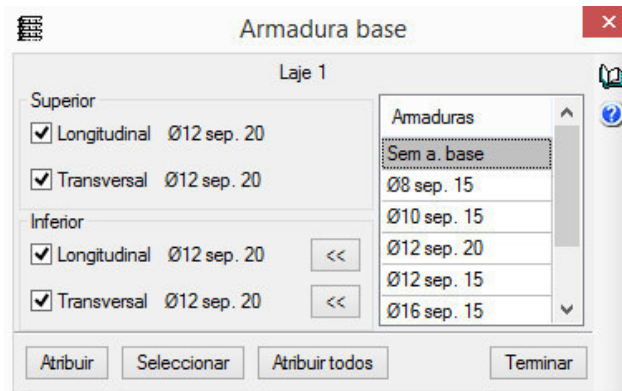 Armadura base
Laje 1
Superior
Longitudinal Ø12 sep. 20
Transversal Ø12 sep. 20
Inferior
Longitudinal Ø12 sep. 20 <<
Transversal Ø12 sep. 20 <<
Armaduras
Sem a. base
Ø8 sep. 15
Ø10 sep. 15
Ø12 sep. 20
Ø12 sep. 15
Ø16 sep. 15
Atribuir Seleccionar Atribuir todos Terminar